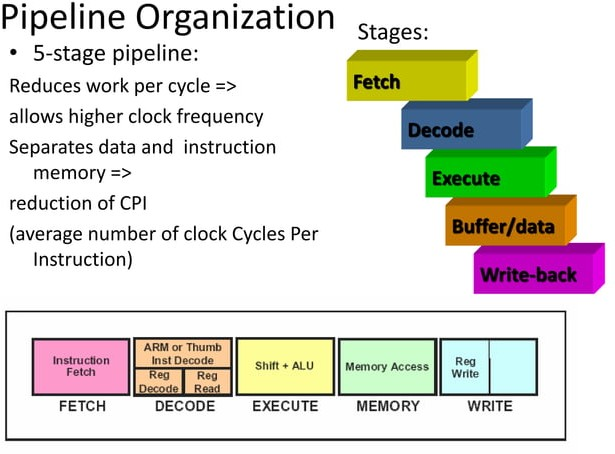 Pipeline Organization
• 5-stage pipeline:
Reduces work per cycle =>
allows higher clock frequency
Separates data and instruction
memory =>
reduction of CPI
(average number of clock Cycles Per
Instruction)
Stages:
Fetch
Decode
Execute
Buffer/data
Write-back
Instruction
Fetch
FETCH
ARM or Thumb
Inst Decode
Reg
Decode
Reg
Read
DECODE
Shift + ALU
EXECUTE
Memory Access
MEMORY
Reg
Write
WRITE